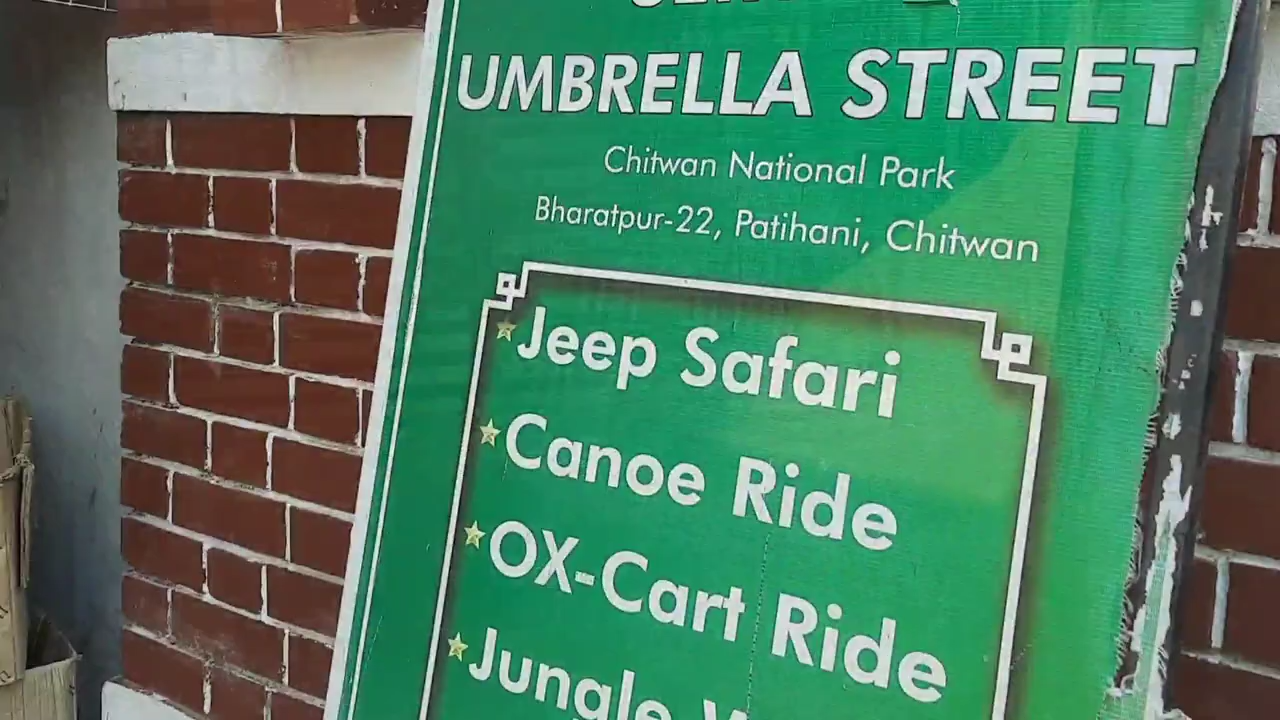 UMBRELLA STREET
Chitwan National Park
Bharatpur-22, Patihani, Chitwan
Jeep Safari
Canoe Ride
OX-Cart Ride
Jungle